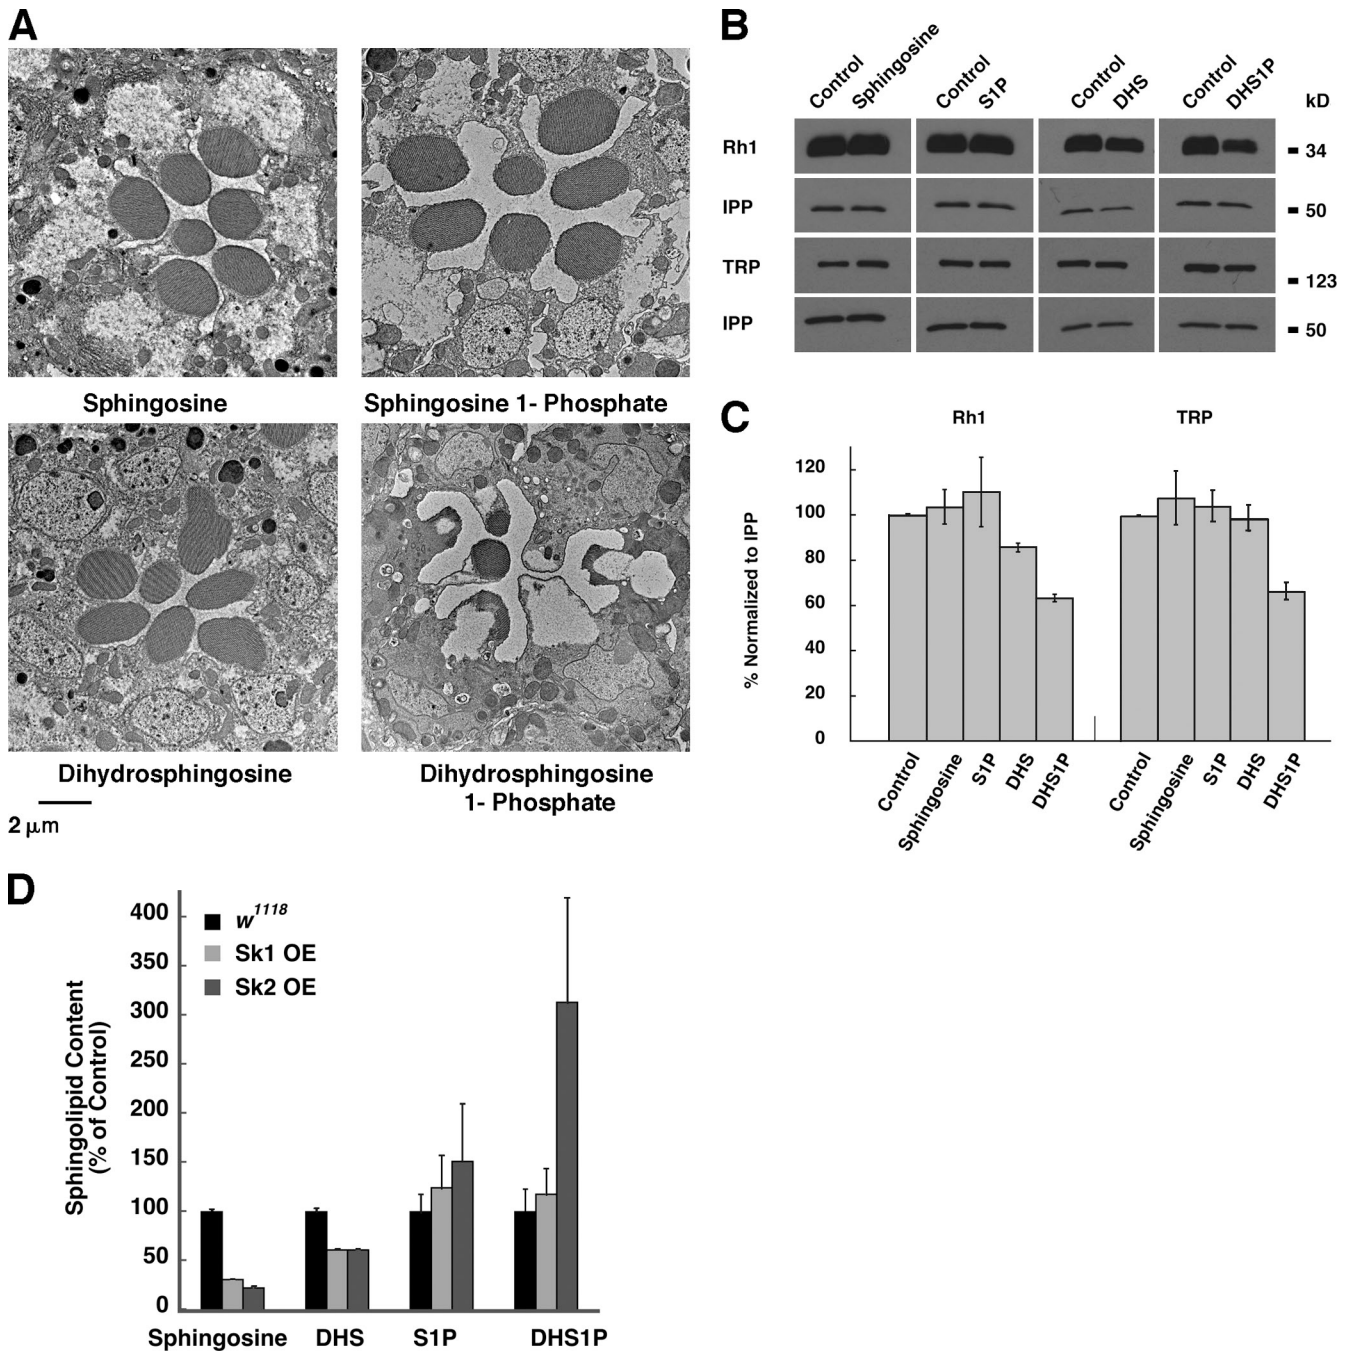 A
Sphingosine
Sphingosine 1- Phosphate
Dihydrosphingosine
Dihydrosphingosine
1- Phosphate
2 μm
B
Control
Sphingosine
Control
S1P
Control
DHS
Control
DHS1P
kD
Rh1
34
IPP
50
TRP
123
IPP
50
C
Rh1
TRP
% Normalized to IPP
120
100
80
60
40
20
0
Control
Sphingosine
S1P
DHS
DHS1P
Control
Sphingosine
S1P
DHS
DHS1P
D
Sphingolipid Content
(% of Control)
400
350
300
250
200
150
100
50
0
w1118
Sk1 OE
Sk2 OE
Sphingosine
DHS
S1P
DHS1P